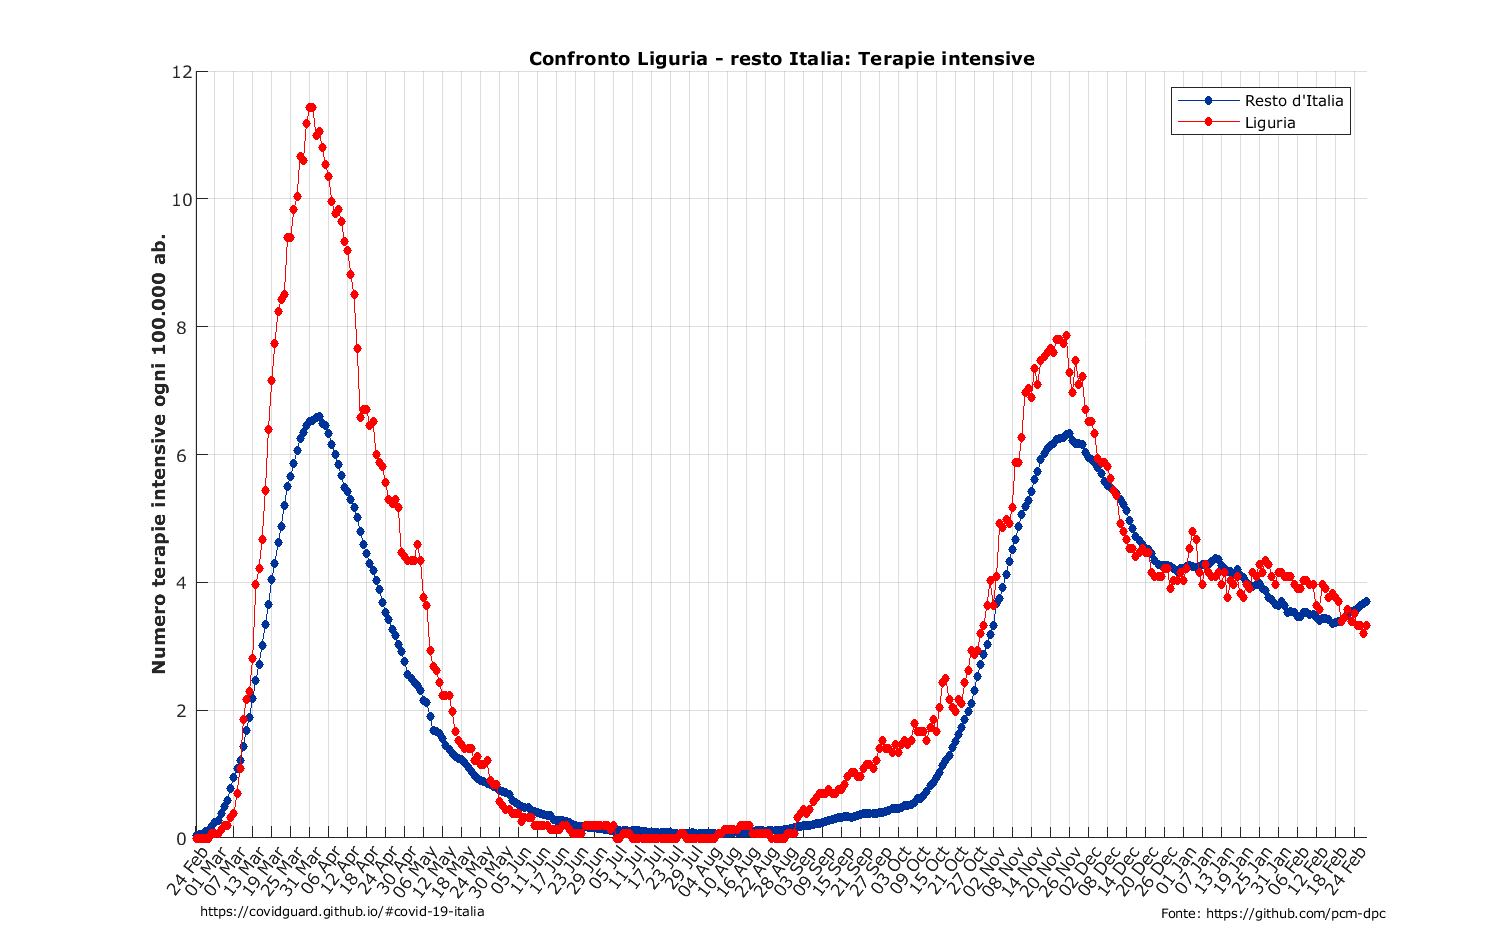 Confronto Liguria - resto Italia: Terapie intensive
Resto d'Italia
Liguria
Numero terapie intensive ogni 100.000 ab.
12
10
8
6
4
2
0
24 Feb
01 Mar
07 Mar
13 Mar
19 Mar
25 Mar
31 Mar
06 Apr
12 Apr
18 Apr
24 Apr
30 Apr
06 May
12 May
18 May
24 May
30 May
05 Jun
11 Jun
17 Jun
23 Jun
29 Jun
05 Jul
11 Jul
17 Jul
23 Jul
29 Jul
04 Aug
10 Aug
16 Aug
22 Aug
28 Aug
03 Sep
09 Sep
15 Sep
21 Sep
27 Sep
03 Oct
09 Oct
15 Oct
21 Oct
27 Oct
02 Nov
08 Nov
14 Nov
20 Nov
26 Nov
02 Dec
08 Dec
14 Dec
20 Dec
26 Dec
01 Jan
07 Jan
13 Jan
19 Jan
25 Jan
31 Jan
06 Feb
12 Feb
18 Feb
24 Feb
https://covidguard.github.io/#covid-19-italia
Fonte: https://github.com/pcm-dpc